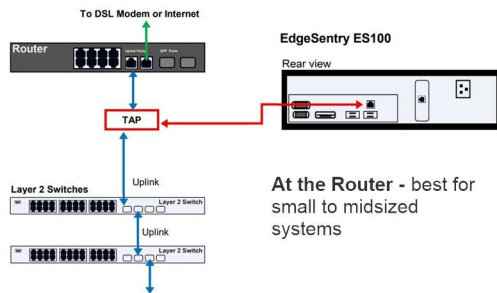 To DSL Modem or Internet
Router
Uplink Ports
SFP Ports
EdgeSentry ES100
Rear view
TAP
Uplink
Layer 2 Switches
Layer 2 Switch
Uplink
Layer 2 Switch
At the Router - best for
small to midsized
systems